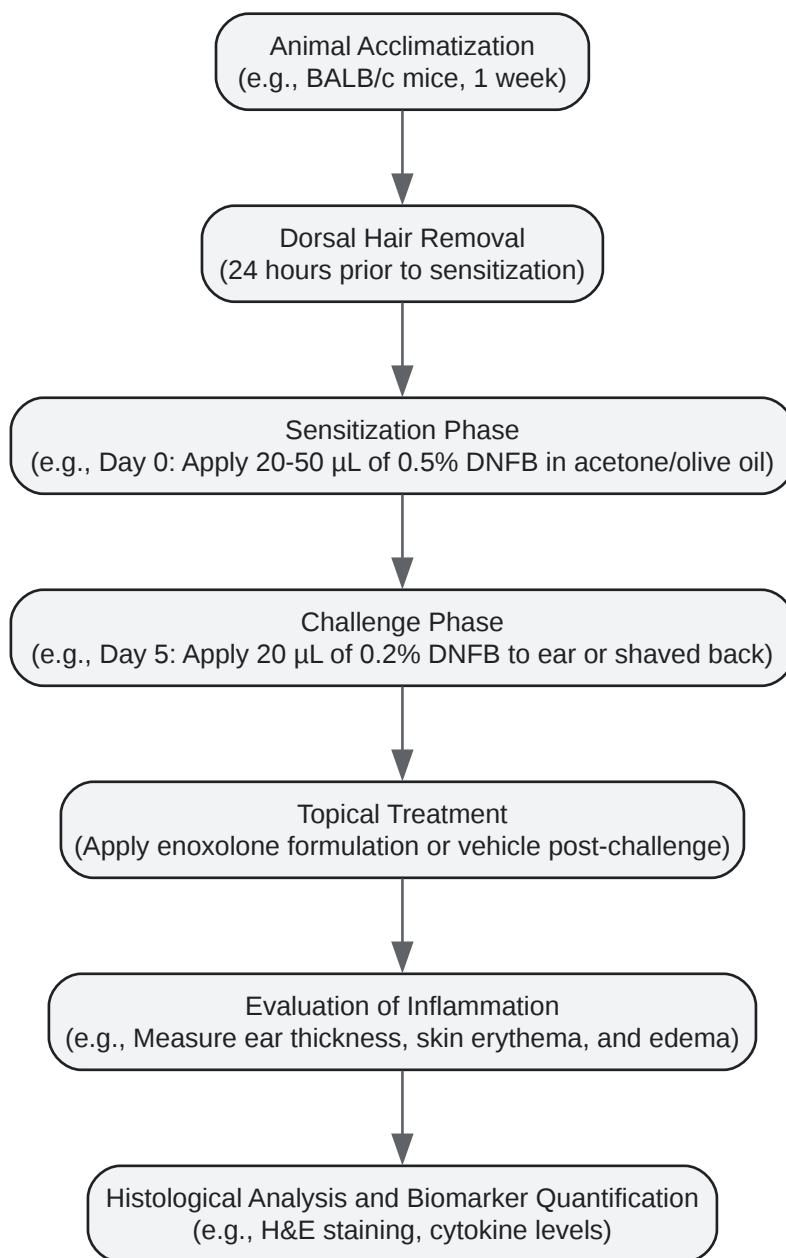 Animal Acclimatization
(e.g., BALB/c mice, 1 week)
Dorsal Hair Removal
(24 hours prior to sensitization)
Sensitization Phase
(e.g., Day 0: Apply 20-50 µL of 0.5% DNFB in acetone/olive oil)
Challenge Phase
(e.g., Day 5: Apply 20 µL of 0.2% DNFB to ear or shaved back)
Topical Treatment
(Apply enoxolone formulation or vehicle post-challenge)
Evaluation of Inflammation
(e.g., Measure ear thickness, skin erythema, and edema)
Histological Analysis and Biomarker Quantification
(e.g., H&E staining, cytokine levels)